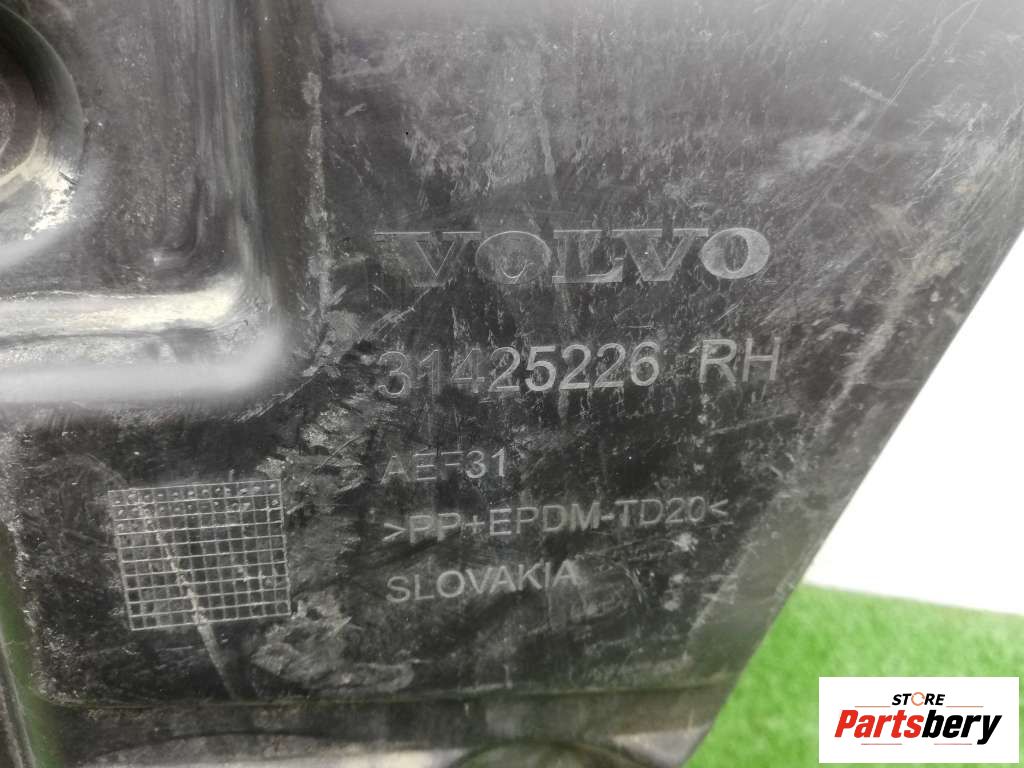 VOLVO
31425226 RH
AEF31
>PP+EPDM-TD20<
SLOVAKIA
STORE
Partsbery